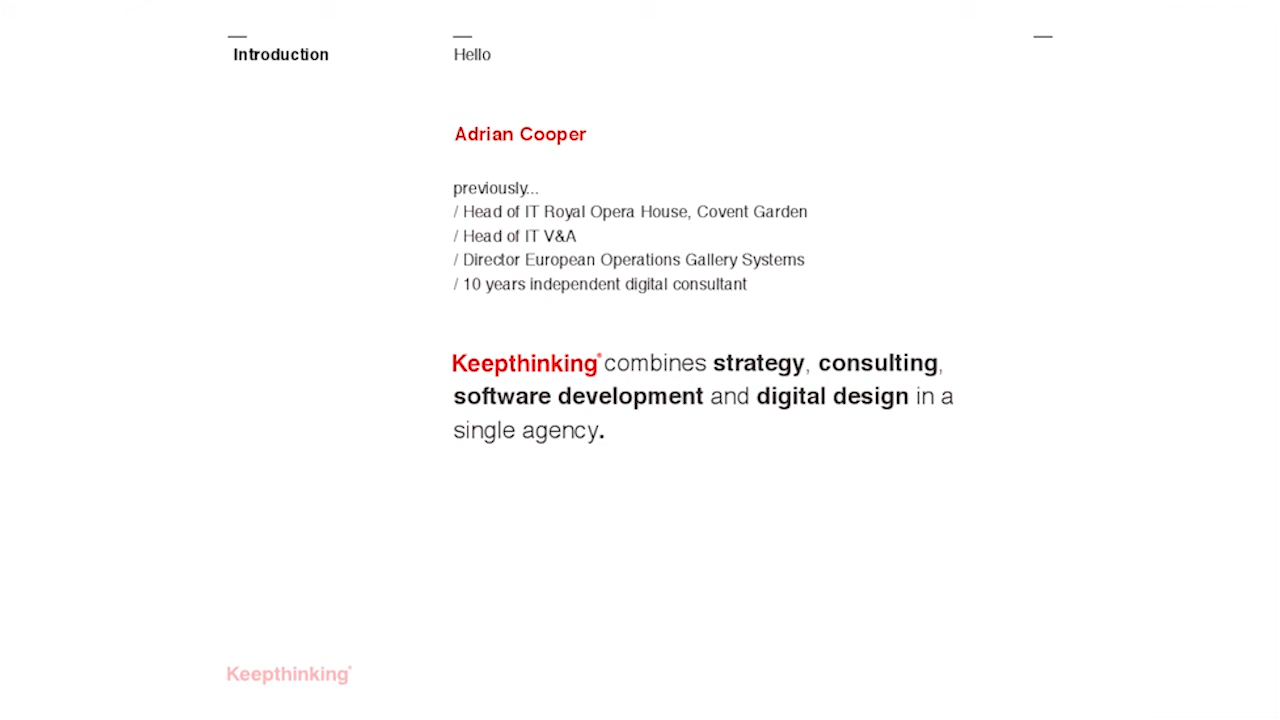 Introduction
Hello
Adrian Cooper
previously...
/ Head of IT Royal Opera House, Covent Garden
/ Head of IT V&A
/ Director European Operations Gallery Systems
/ 10 years independent digital consultant
Keepthinking° combines strategy, consulting,
software development and digital design in a
single agency.
Keepthinking°